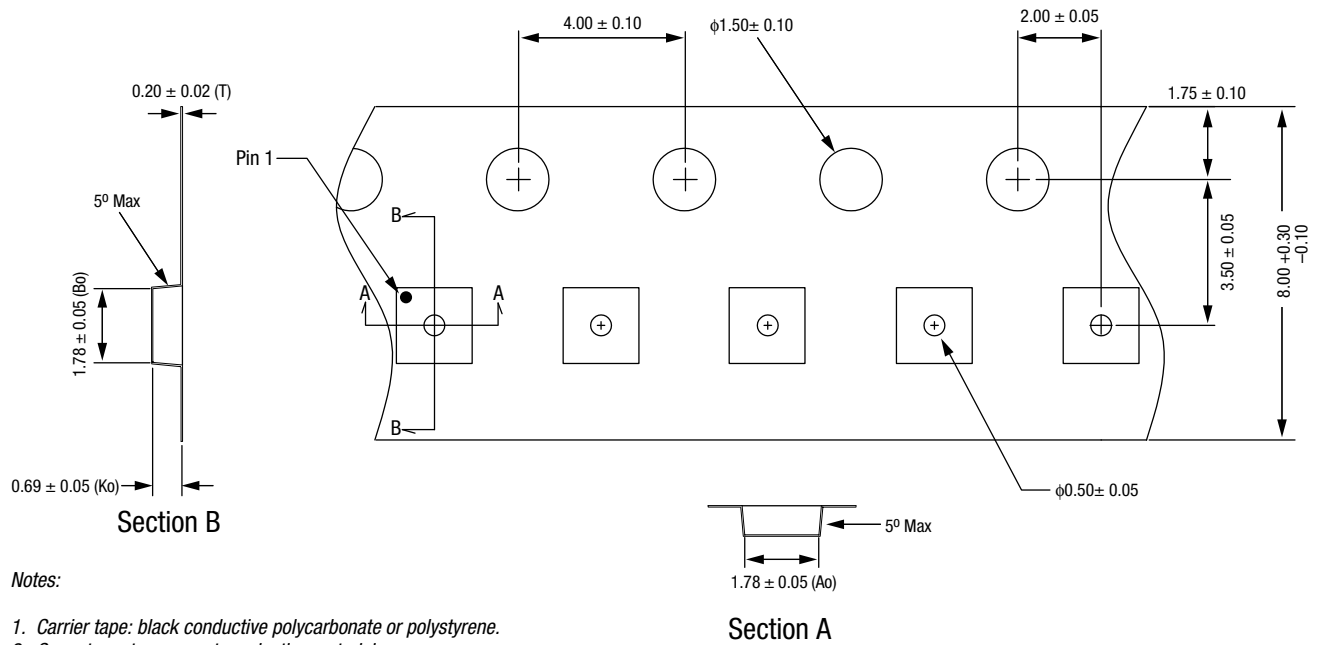 4.00 ± 0.10
ϕ1.50± 0.10
2.00 ± 0.05
0.20 ± 0.02 (T)
1.75 ± 0.10
Pin 1
5º Max
B
A
A
3.50 ± 0.05
8.00 +0.30
–0.10
1.78 ± 0.05 (Bo)
B
0.69 ± 0.05 (Ko)
ϕ0.50± 0.05
Section B
5º Max
1.78 ± 0.05 (Ao)
Section A
Notes:
1. Carrier tape: black conductive polycarbonate or polystyrene.